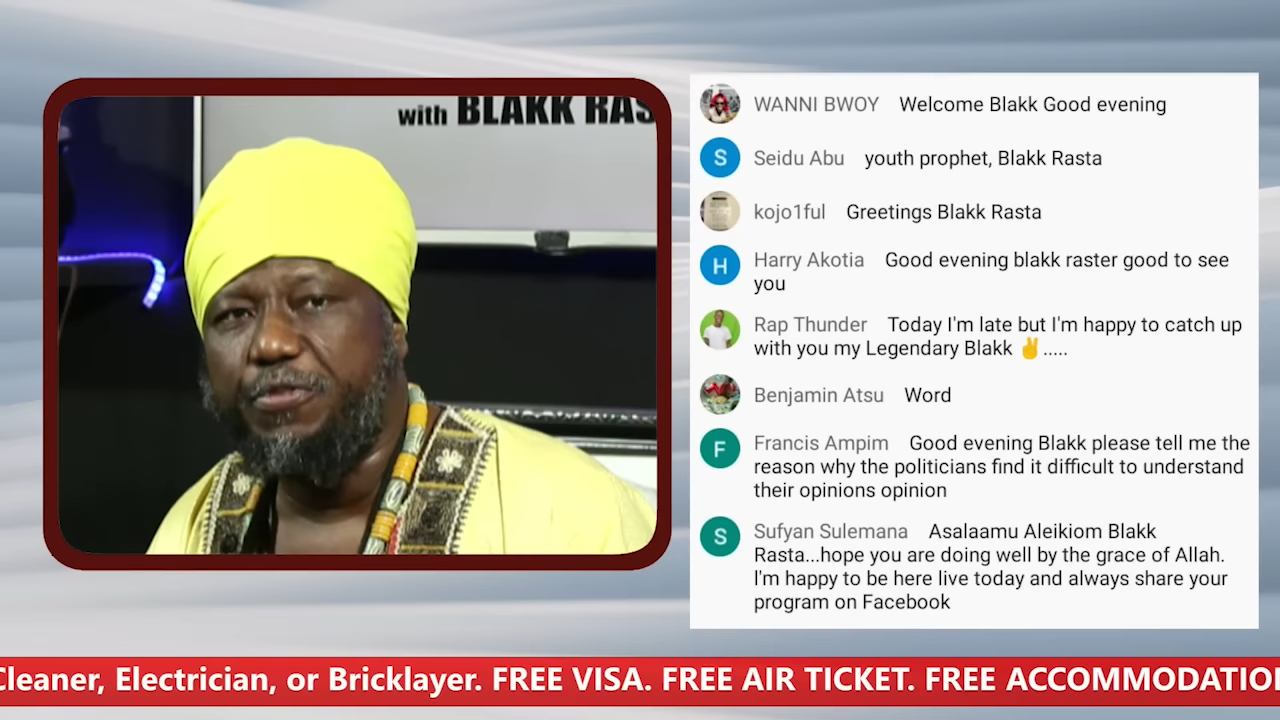 with BLAKK RAS
WANNI BWOY Welcome Blakk Good evening
S Seidu Abu youth prophet, Blakk Rasta
kojo1ful Greetings Blakk Rasta
H Harry Akotia Good evening blakk raster good to see
you
Rap Thunder Today I'm late but I'm happy to catch up
with you my Legendary Blakk ✌️.....
Benjamin Atsu Word
F Francis Ampim Good evening Blakk please tell me the
reason why the politicians find it difficult to understand
their opinions opinion
S Sufyan Sulemana Asalaamu Aleikiom Blakk
Rasta...hope you are doing well by the grace of Allah.
I'm happy to be here live today and always share your
program on Facebook
Cleaner, Electrician, or Bricklayer. FREE VISA. FREE AIR TICKET. FREE ACCOMMODATIO